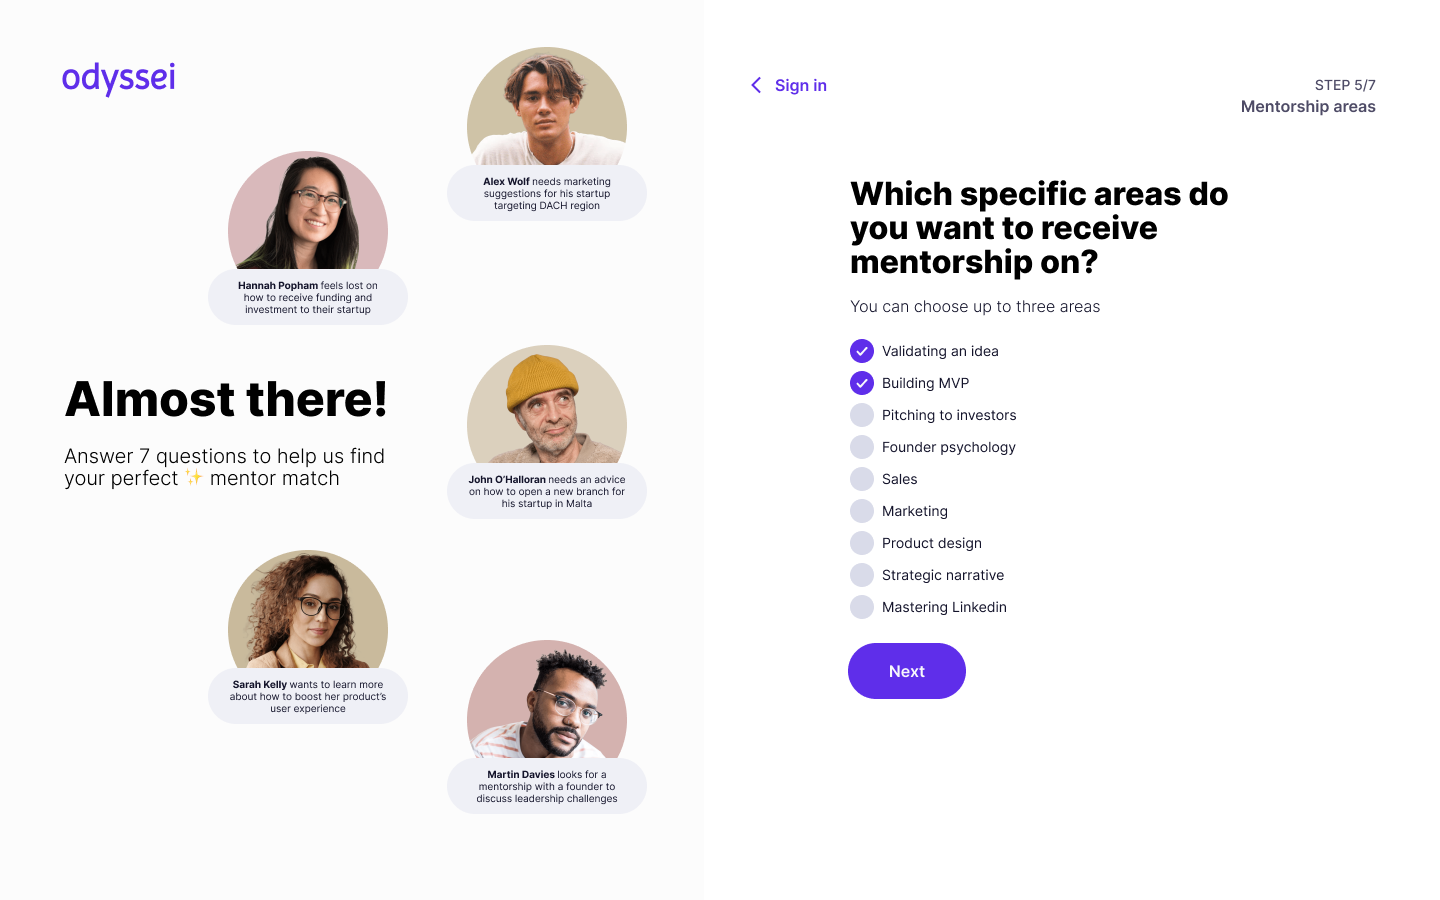 odyssei
Alex Wolf needs marketing
suggestions for his startup
targeting DACH region
Hannah Popham feels lost on
how to receive funding and
investment to their startup
Almost there!
Answer 7 questions to help us find
your perfect ✨ mentor match
John O’Halloran needs an advice
on how to open a new branch for
his startup in Malta
Sarah Kelly wants to learn more
about how to boost her product’s
user experience
Martin Davies looks for a
mentorship with a founder to
discuss leadership challenges
Sign in
STEP 5/7
Mentorship areas
Which specific areas do
you want to receive
mentorship on?
You can choose up to three areas
Validating an idea
Building MVP
Pitching to investors
Founder psychology
Sales
Marketing
Product design
Strategic narrative
Mastering Linkedin
Next